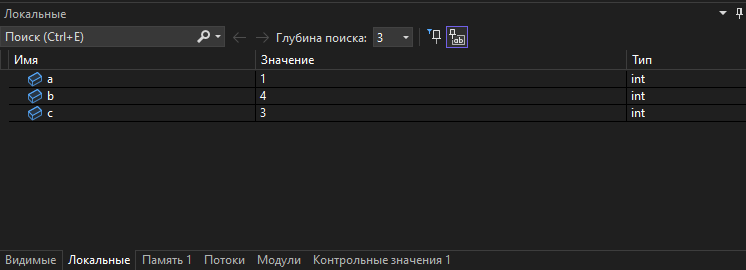 Локальные
Поиск (Ctrl+E) Глубина поиска: 3
Имя Значение Тип
a 1 int
b 4 int
c 3 int
Видимые Локальные Память 1 Потоки Модули Контрольные значения 1